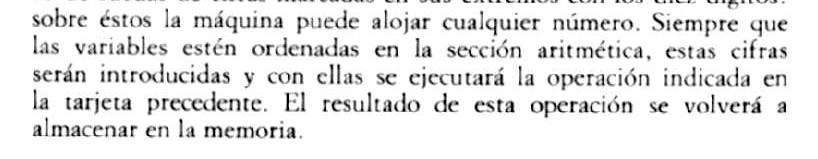 sobre éstos la máquina puede alojar cualquier número. Siempre que
las variables estén ordenadas en la sección aritmética, estas cifras
serán introducidas y con ellas se ejecutará la operación indicada en
la tarjeta precedente. El resultado de esta operación se volverá a
almacenar en la memoria.